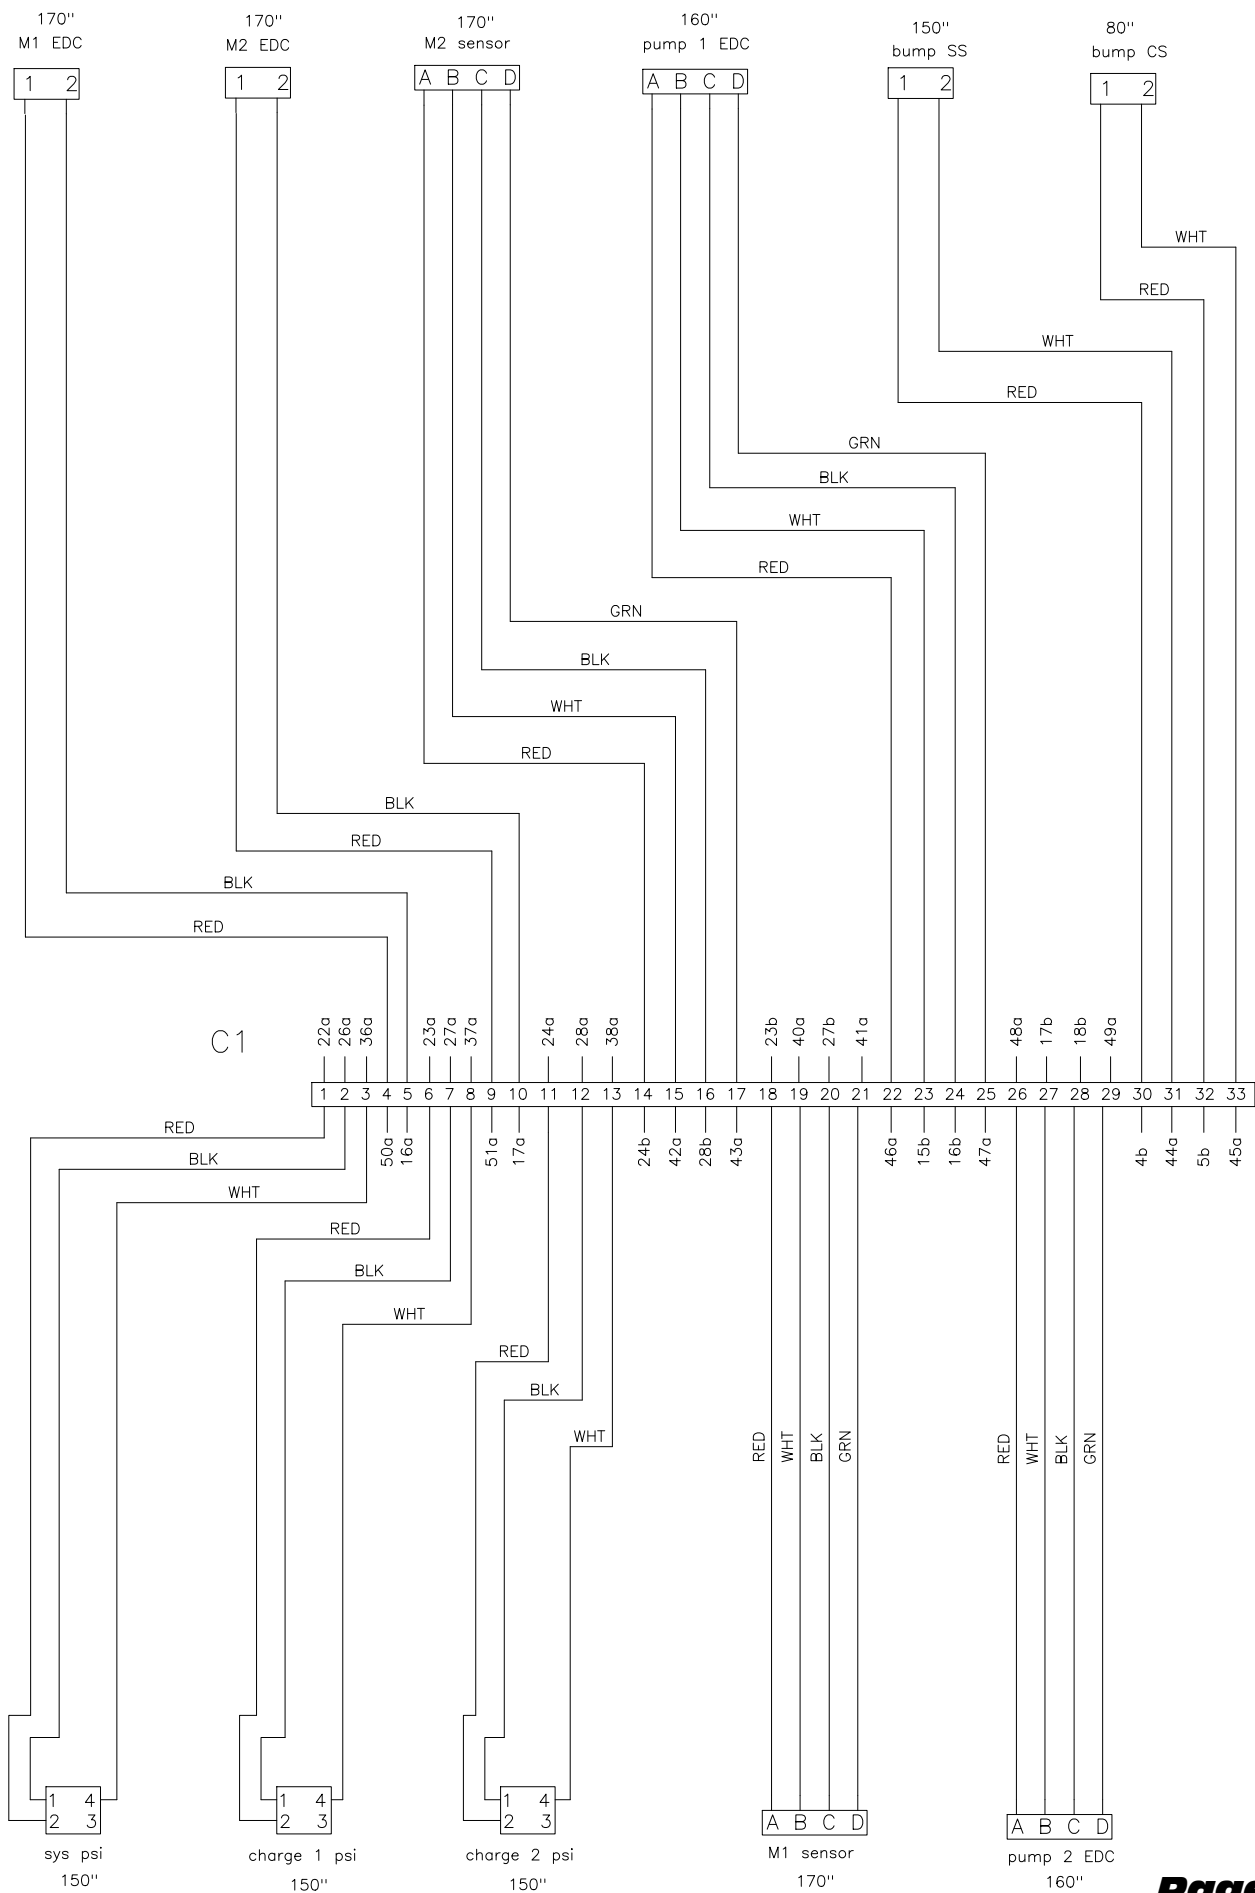 170"
M1 EDC
170"
M2 EDC
170"
M2 sensor
160"
pump 1 EDC
150"
bump SS
80"
bump CS
1 2
1 2
A B C D
A B C D
1 2
1 2
WHT
RED
WHT
RED
GRN
BLK
WHT
RED
GRN
BLK
WHT
RED
BLK
RED
BLK
RED
C1
22a 26a 36a 23a 27a 37a 24a 28a 38a 23b 40a 27b 41a 48a 17b 18b 49a
1 2 3 4 5 6 7 8 9 10 11 12 13 14 15 16 17 18 19 20 21 22 23 24 25 26 27 28 29 30 31 32 33
50a 16a 51a 17a 24b 42a 28b 43a 46a 15b 16b 47a 4b 44a 5b 45a
RED
BLK
WHT
RED
BLK
WHT
RED
BLK
WHT
RED WHT BLK GRN
RED WHT BLK GRN
1 4
2 3
sys psi
150"
1 4
2 3
charge 1 psi
150"
1 4
2 3
charge 2 psi
150"
A B C D
M1 sensor
170"
A B C D
pump 2 EDC
160"